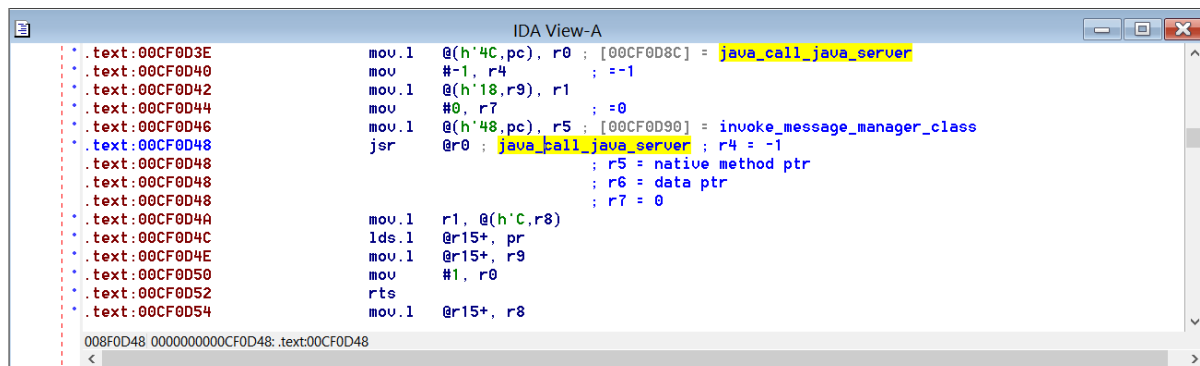 IDA View-A
.text:00CF0D3E mov.l @(h'4C,pc), r0 ; [00CF0D8C] = java_call_java_server
.text:00CF0D40 mov #-1, r4 ; =-1
.text:00CF0D42 mov.l @(h'18,r9), r1
.text:00CF0D44 mov #0, r7 ; =0
.text:00CF0D46 mov.l @(h'48,pc), r5 ; [00CF0D90] = invoke_message_manager_class
.text:00CF0D48 jsr @r0 ; java_call_java_server ; r4 = -1
.text:00CF0D48 ; r5 = native method ptr
.text:00CF0D48 ; r6 = data ptr
.text:00CF0D48 ; r7 = 0
.text:00CF0D4A mov.l r1, @(h'C,r8)
.text:00CF0D4C lds.l @r15+, pr
.text:00CF0D4E mov.l @r15+, r9
.text:00CF0D50 mov #1, r0
.text:00CF0D52 rts
.text:00CF0D54 mov.l @r15+, r8
008F0D48 0000000000CF0D48: .text:00CF0D48